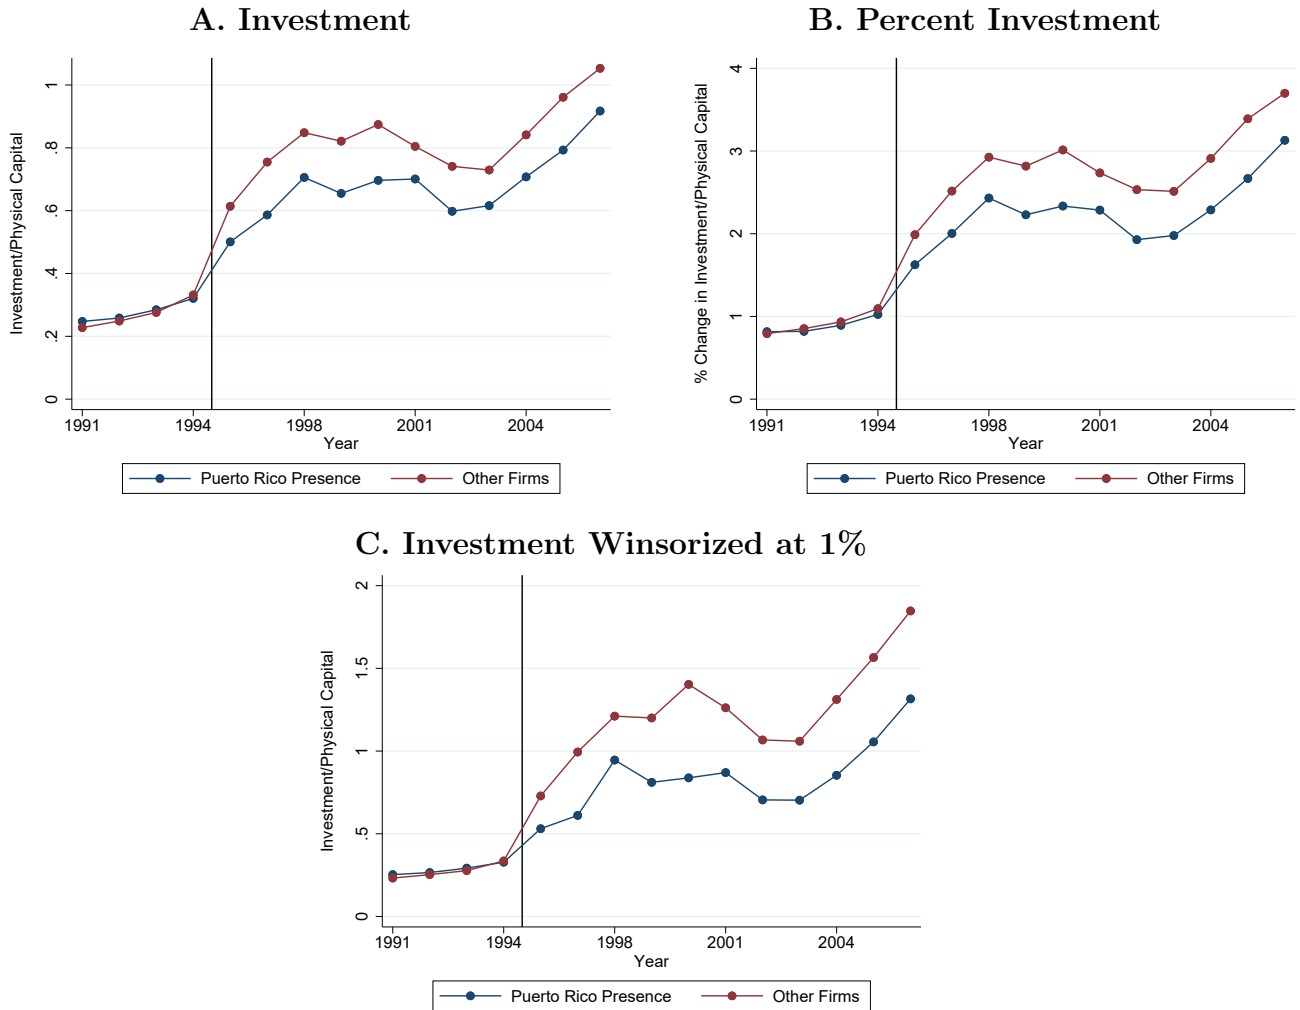 A. Investment
Investment/Physical Capital
1
.8
.6
.4
.2
0
1991 1994 1998 2001 2004
Year
Puerto Rico Presence Other Firms
B. Percent Investment
% Change in Investment/Physical Capital
4
3
2
1
0
1991 1994 1998 2001 2004
Year
Puerto Rico Presence Other Firms
C. Investment Winsorized at 1%
Investment/Physical Capital
2
1.5
1
.5
0
1991 1994 1998 2001 2004
Year
Puerto Rico Presence Other Firms